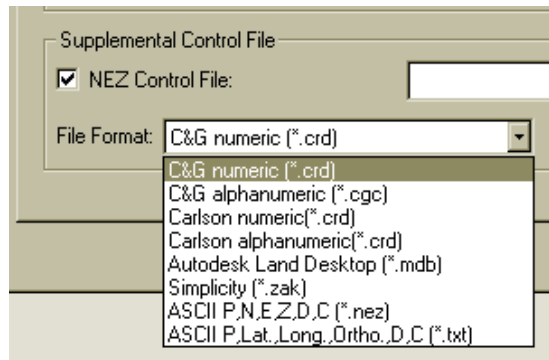 Supplemental Control File
NEZ Control File:
File Format: C&G numeric (*.crd)
C&G numeric (*.crd)
C&G alphanumeric (*.cgc)
Carlson numeric(*.crd)
Carlson alphanumeric(*.crd)
Autodesk Land Desktop (*.mdb)
Simplicity (*.zak)
ASCII P,N,E,Z,D,C (*.nez)
ASCII P,Lat.,Long.,Ortho.,D,C (*.txt)